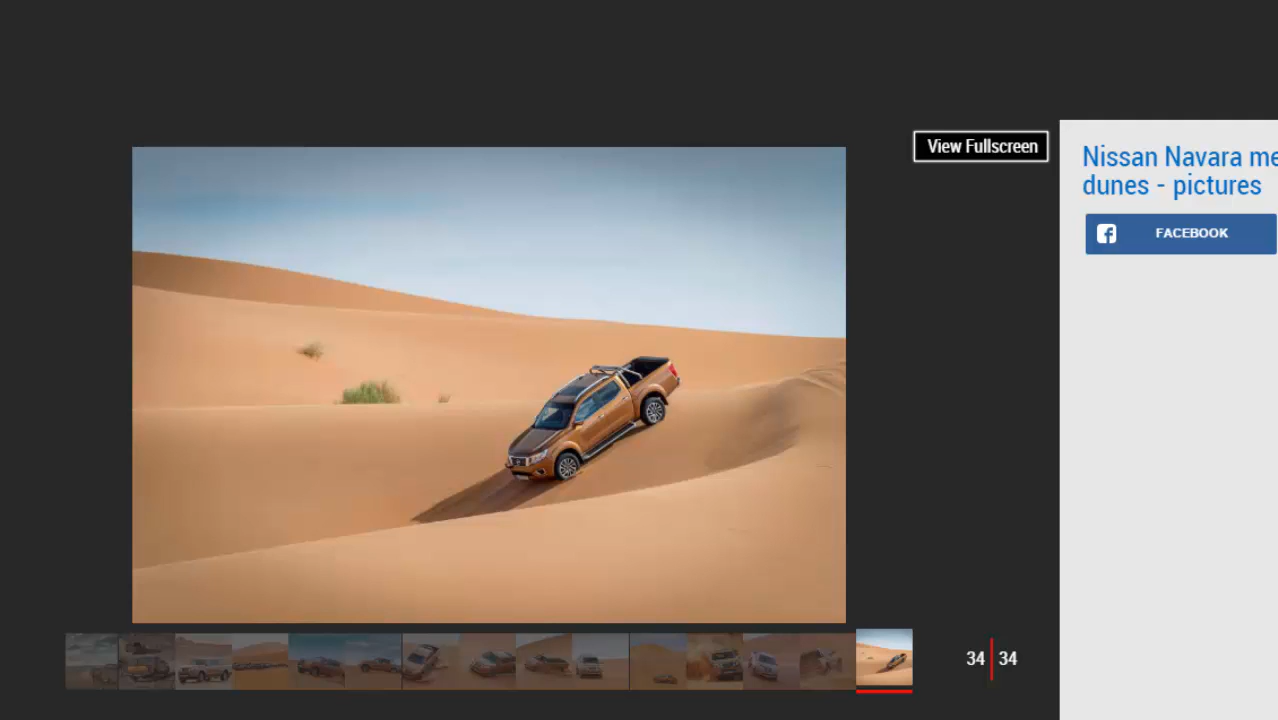 View Fullscreen
Nissan Navara me
dunes - pictures
FACEBOOK
34 34